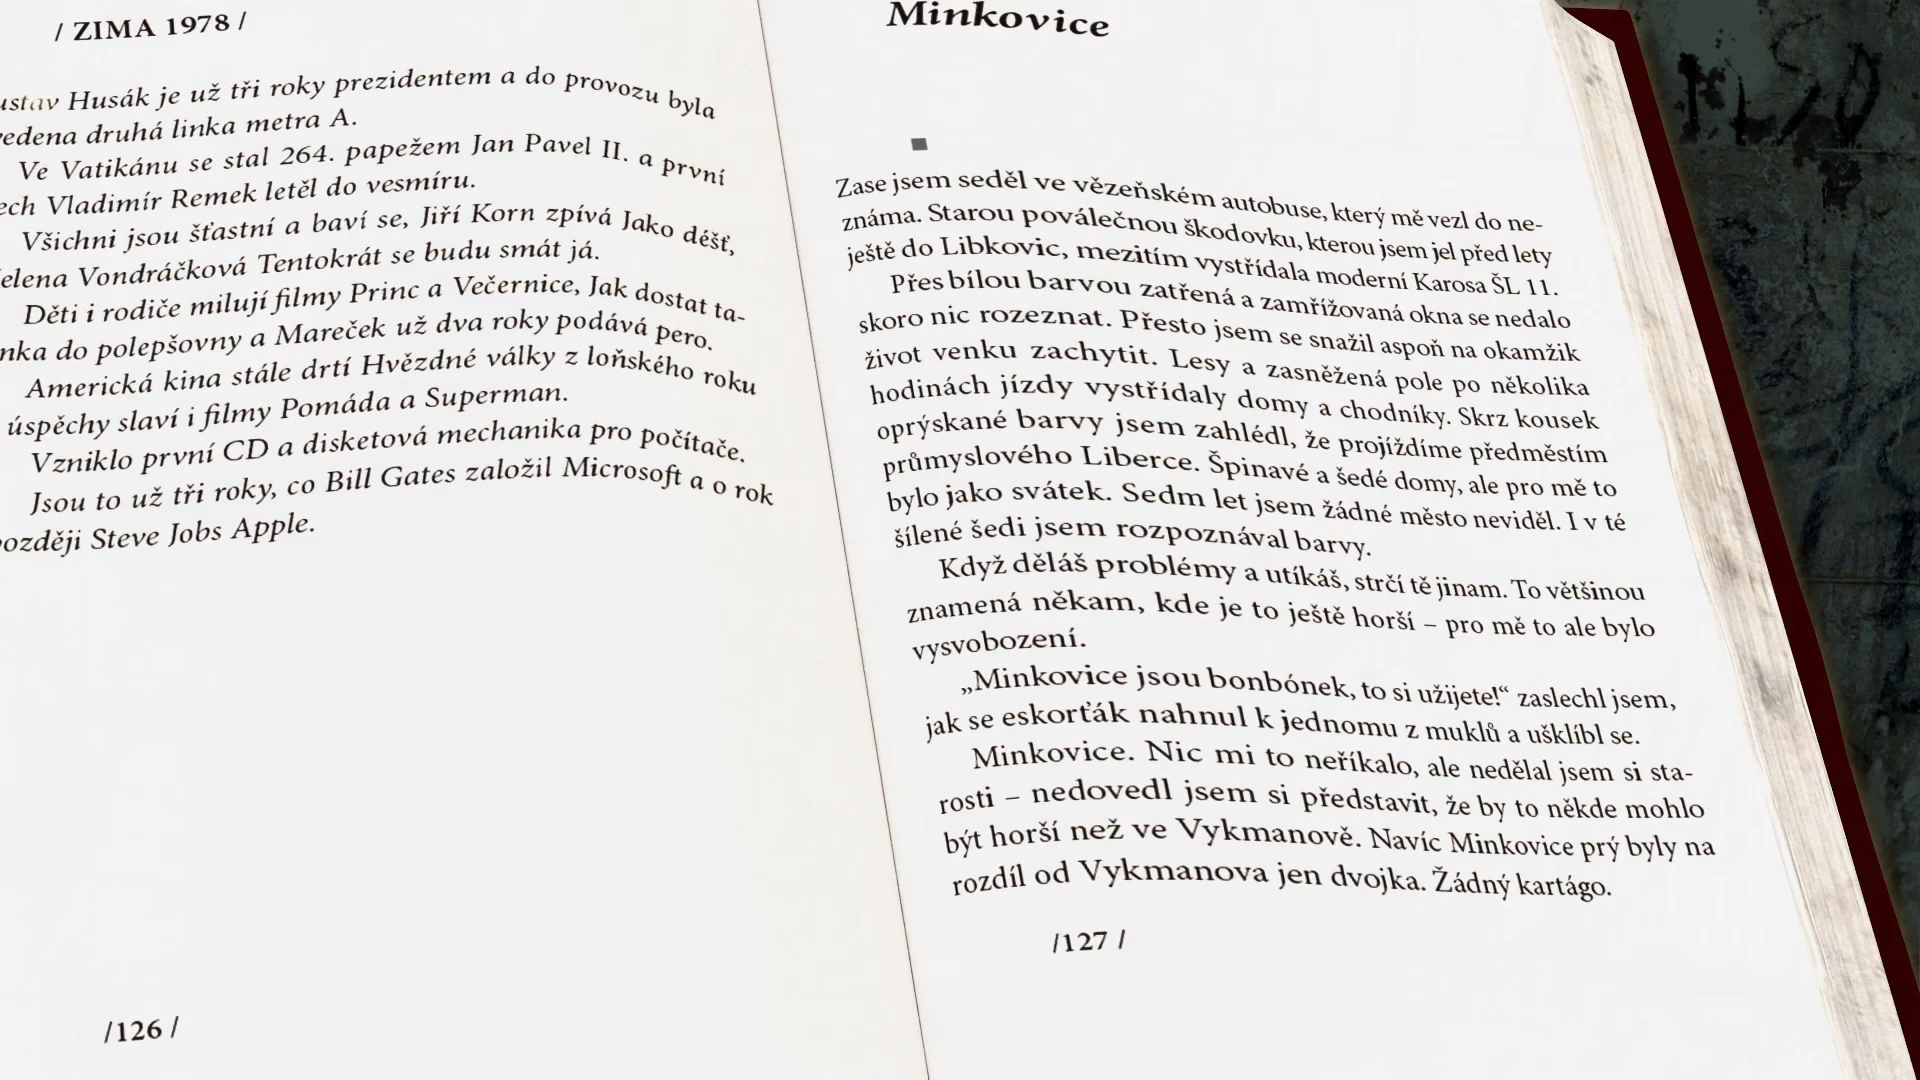 / ZIMA 1978 /
Husák je už tři roky prezidentem a do provozu byla
druhá linka metra A.
Ve Vatikánu se stal 264. papežem Jan Pavel II. a první
Vladimír Remek letěl do vesmíru.
Všichni jsou šťastní a baví se, Jiří Korn zpívá Jako déšť,
Vondráčková Tentokrát se budu smát já.
Děti i rodiče milují filmy Princ a Večernice, Jak dostat ta-
do polepšovny a Mareček už dva roky podává pero.
Americká kina stále drtí Hvězdné války z loňského roku
úspěchy slaví i filmy Pomáda a Superman.
Vzniklo první CD a disketová mechanika pro počítače.
Jsou to už tři roky, co Bill Gates založil Microsoft a o rok
později Steve Jobs Apple.
/126 /
Minkovice
Zase jsem seděl ve vězeňském autobuse, který mě vezl do ne-
známa. Starou poválečnou škodovku, kterou jsem jel před lety
ještě do Libkovic, mezitím vystřídala moderní Karosa ŠL 11.
Přes bílou barvou zatřená a zamřížovaná okna se nedalo
skoro nic rozeznat. Přesto jsem se snažil aspoň na okamžik
život venku zachytit. Lesy a zasněžená pole po několika
hodinách jízdy vystřídaly domy a chodníky. Skrz kousek
oprýskané barvy jsem zahlédl, že projíždíme předměstím
průmyslového Liberce. Špinavé a šedé domy, ale pro mě to
bylo jako svátek. Sedm let jsem žádné město neviděl. I v té
šílené šedi jsem rozpoznával barvy.
Když děláš problémy a utíkáš, strčí tě jinam. To většinou
znamená někam, kde je to ještě horší – pro mě to ale bylo
vysvobození.
„Minkovice jsou bonbónek, to si užijete!“ zaslechl jsem,
jak se eskorťák nahnul k jednomu z muklů a ušklíbl se.
Minkovice. Nic mi to neříkalo, ale nedělal jsem si sta-
rosti – nedovedl jsem si představit, že by to někde mohlo
být horší než ve Vykmanově. Navíc Minkovice prý byly na
rozdíl od Vykmanova jen dvojka. Žádný kartágo.
/127 /